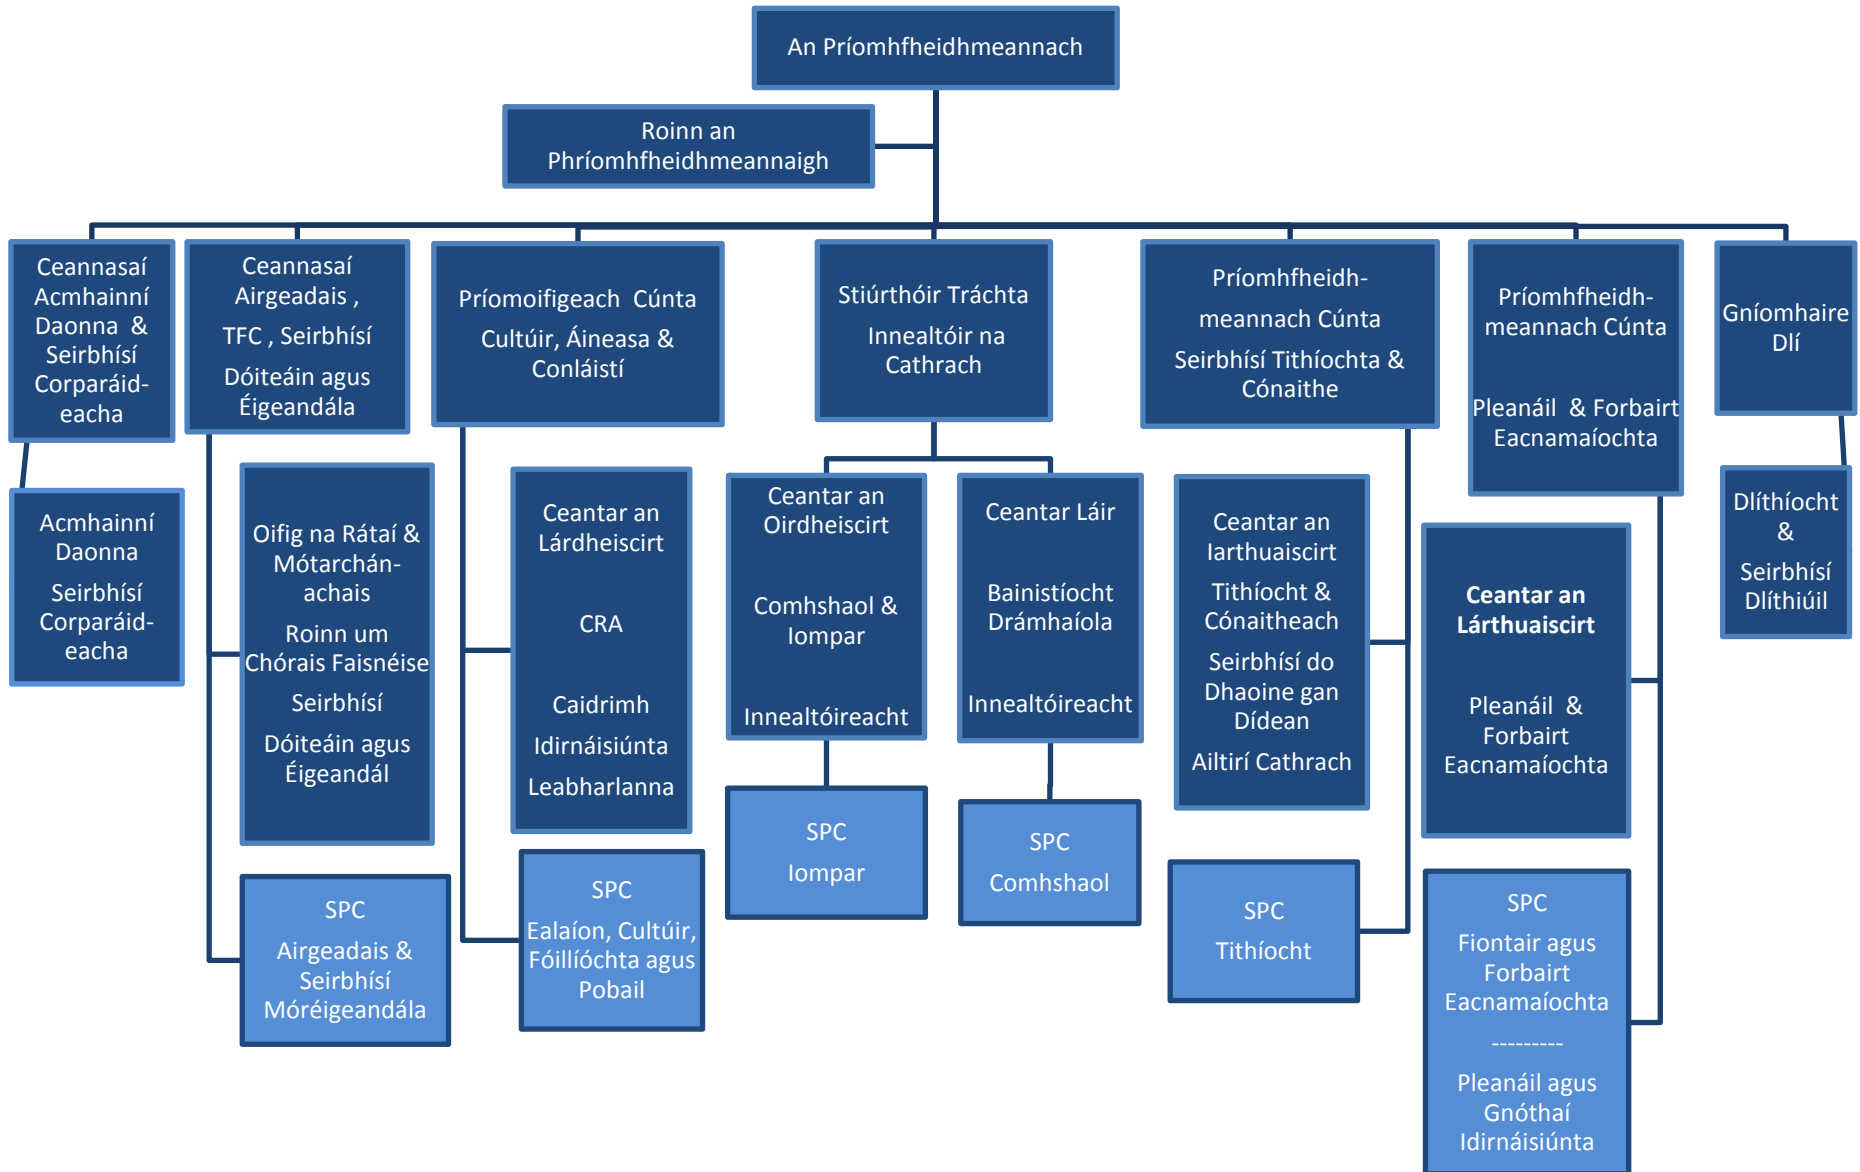 An Príomhfheidhmeannach
Roinn an
Phríomhfheidhmeannaigh
Ceannasaí
Acmhainní
Daonna &
Seirbhísí
Corparáid-
eacha
Ceannasaí
Airgeadais ,
TFC , Seirbhísí
Dóiteáin agus
Éigeandála
Príomoifigeach Cúnta
Cultúir, Áineasa &
Conláistí
Stiúrthóir Tráchta
Innealtóir na
Cathrach
Príomhfheidh-
meannach Cúnta
Seirbhísí Tithíochta &
Cónaithe
Príomhfheidh-
meannach Cúnta
Pleanáil & Forbairt
Eacnamaíochta
Gníomhaire
Dlí
Acmhainní
Daonna
Seirbhísí
Corparáid-
eacha
Oifig na Rátaí &
Mótarchán-
achais
Roinn um
Chórais Faisnéise
Seirbhísí
Dóiteáin agus
Éigeandál
Ceantar an
Lárdheiscirt
CRA
Caidrimh
Idirnáisiúnta
Leabharlanna
Ceantar an
Oirdheiscirt
Comhshaol &
Iompar
Innealtóireacht
Ceantar Láir
Bainistíocht
Drámhaíola
Innealtóireacht
Ceantar an
Iarthuaiscirt
Tithíocht &
Cónaitheach
Seirbhísí do
Dhaoine gan
Dídean
Ailtirí Cathrach
Ceantar an
Lárthuaiscirt
Pleanáil &
Forbairt
Eacnamaíochta
Dlíthíocht
&
Seirbhísí
Dlíthiúil
SPC
Airgeadais &
Seirbhísí
Móréigeandála
SPC
Ealaíon, Cultúir,
Fóillíochta agus
Pobail
SPC
Iompar
SPC
Comhshaol
SPC
Tithíocht
SPC
Fiontair agus
Forbairt
Eacnamaíochta
---------
Pleanáil agus
Gnóthaí
Idirnáisiúnta